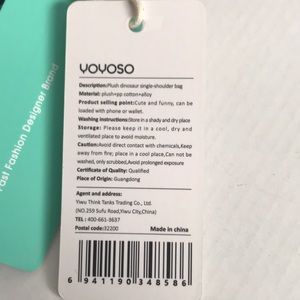 Fast Fashion Designer Brand
YOYOSO
Description:Plush dinosaur single-shoulder bag
Material: plush+pp cotton+alloy
Product selling point:Cute and funny, can be
loaded with phone or wallet.
Washing instructions:Store in a shady and dry place
Storage: Please keep it in a cool, dry and
ventilated place to avoid moisture.
Caution:Avoid direct contact with chemicals,Keep
away from fire; place in a cool place,Can not be
washed, only scrubbed,Avoid prolonged exposure
Certificate of Quality: Qualified
Place of Origin: Guangdong
Agent and address:
Yiwu Think Tanks Trading Co., Ltd.
(NO.259 Sufu Road,Yiwu City,China)
TEL : 400-661-3637
Postal code:32200
Made in china
6 941190 348586